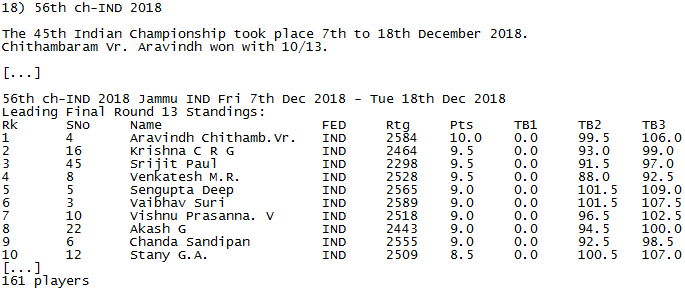 18) 56th ch-IND 2018
The 45th Indian Championship took place 7th to 18th December 2018.
Chithambaram Vr. Aravindh won with 10/13.
[...]
56th ch-IND 2018 Jammu IND Fri 7th Dec 2018 - Tue 18th Dec 2018
Leading Final Round 13 Standings:
Rk SNo Name FED Rtg Pts TB1 TB2 TB3
1 4 Aravindh Chithamb.Vr. IND 2584 10.0 0.0 99.5 106.0
2 16 Krishna C R G IND 2464 9.5 0.0 93.0 99.0
3 45 Srijit Paul IND 2298 9.5 0.0 91.5 97.0
4 8 Venkatesh M.R. IND 2528 9.5 0.0 88.0 92.5
5 5 Sengupta Deep IND 2565 9.0 0.0 101.5 109.0
6 3 Vaibhav Suri IND 2589 9.0 0.0 101.5 107.5
7 10 Vishnu Prasanna. V IND 2518 9.0 0.0 96.5 102.5
8 22 Akash G IND 2443 9.0 0.0 94.5 100.0
9 6 Chanda Sandipan IND 2555 9.0 0.0 92.5 98.5
10 12 Stany G.A. IND 2509 8.5 0.0 100.5 107.0
[...]
161 players